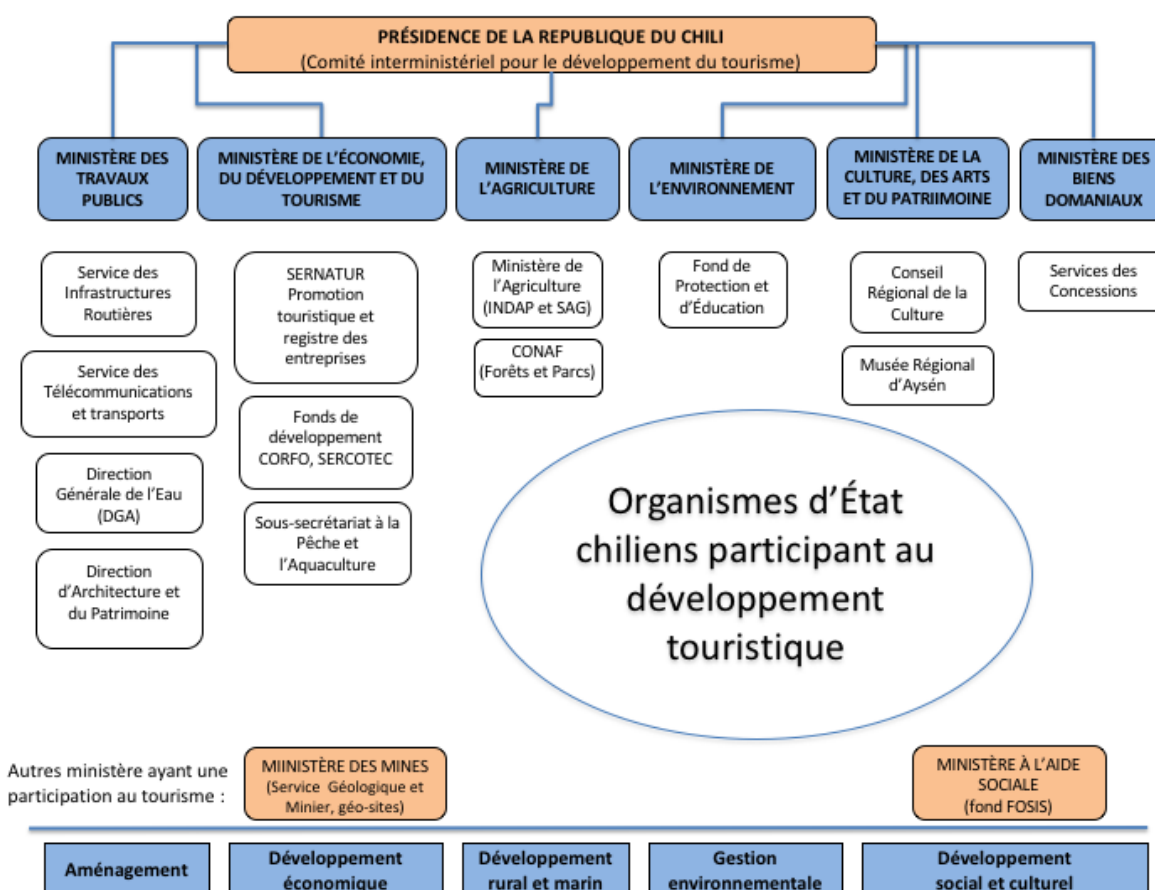 PRÉSIDENCE DE LA REPUBLIQUE DU CHILI
(Comité interministériel pour le développement du tourisme)
MINISTÈRE DES
TRAVAUX
PUBLICS
MINISTÈRE DE L'ÉCONOMIE,
DU DÉVELOPPEMENT ET DU
TOURISME
MINISTÈRE DE
L'AGRICULTURE
MINISTÈRE DE
L'ENVIRONNEMENT
MINISTÈRE DE LA
CULTURE, DES ARTS
ET DU PATRIIMOINE
MINISTÈRE DES
BIENS
DOMANIAUX
Service des
Infrastructures
Routières
Service des
Télécommunications
et transports
Direction
Générale de l'Eau
(DGA)
Direction
d'Architecture et
du Patrimoine
SERNATUR
Promotion
touristique et
registre des
entreprises
Fonds de
développement
CORFO, SERCOTEC
Sous-secrétariat à la
Pêche et
l'Aquaculture
Ministère de
l'Agriculture
(INDAP et SAG)
CONAF
(Forêts et Parcs)
Fond de
Protection et
d'Éducation
Conseil
Régional de la
Culture
Musée Régional
d'Aysén
Services des
Concessions
Organismes d'État
chiliens participant au
développement
touristique
Autres ministère ayant une
participation au tourisme :
MIINISTÈRE DES MINES
(Service Géologique et
Minier, géo-sites)
MINISTÈRE À L'AIDE
SOCIALE
(fond FOSIS)
Aménagement
Développement
économique
Développement
rural et marin
Gestion
environnementale
Développement
social et culturel